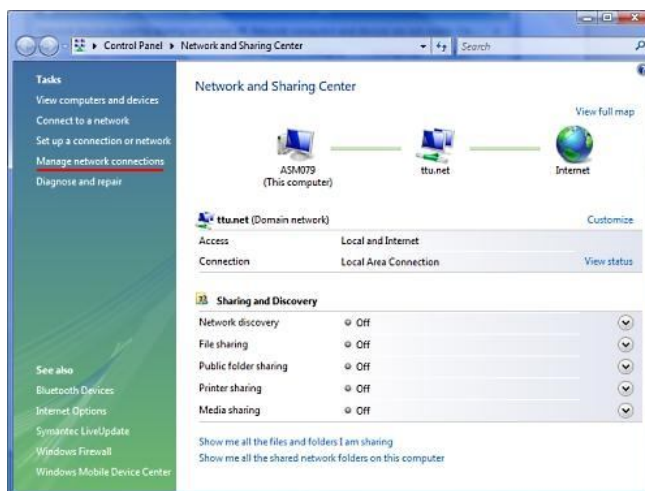 Control Panel ▸ Network and Sharing Center
Search
Tasks
View computers and devices
Connect to a network
Set up a connection or network
Manage network connections
Diagnose and repair
See also
Bluetooth Devices
Internet Options
Symantec LiveUpdate
Windows Firewall
Windows Mobile Device Center
Network and Sharing Center
View full map
ASM079
(This computer)
ttu.net
Internet
ttu.net (Domain network)
Customize
Access Local and Internet
Connection Local Area Connection View status
Sharing and Discovery
Network discovery Off
File sharing Off
Public folder sharing Off
Printer sharing Off
Media sharing Off
Show me all the files and folders I am sharing
Show me all the shared network folders on this computer